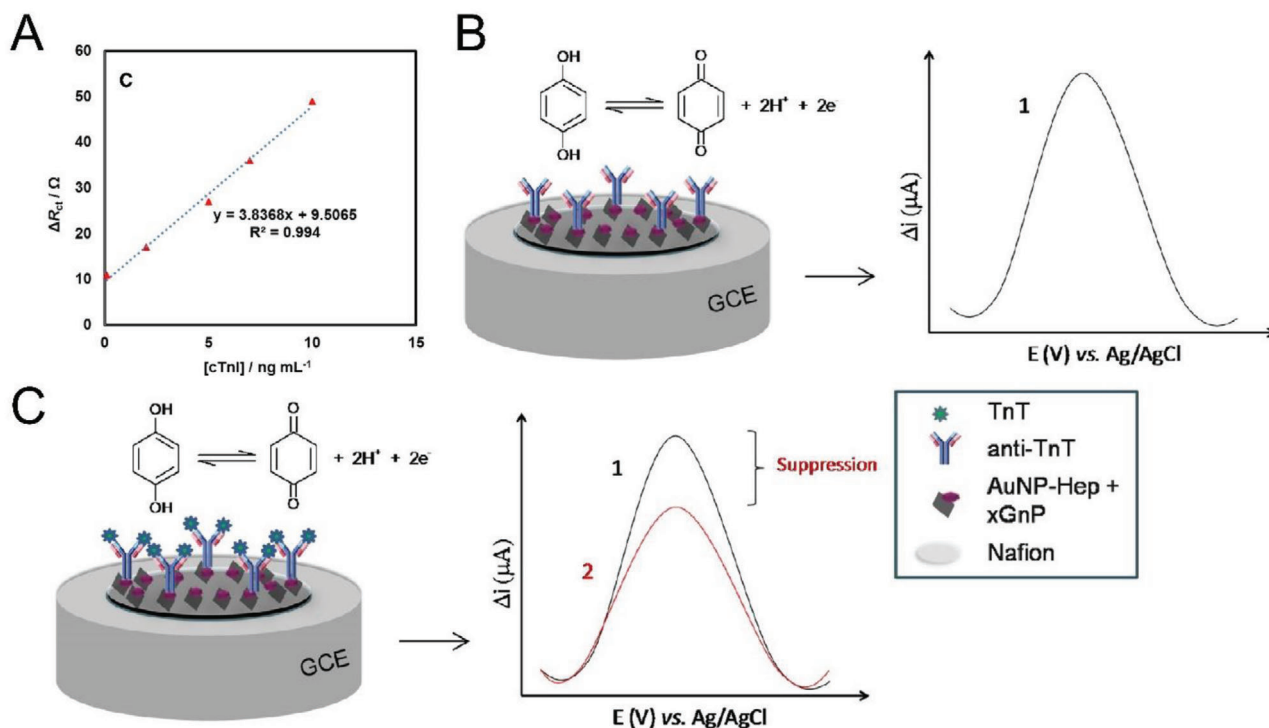 A
C
60
50
40
30
20
10
0
ΔRct / Ω
y = 3.8368x + 9.5065
R² = 0.994
0 5 10 15
[cTnI] / ng mL⁻¹
B
OH
OH
O
O
+ 2H⁺ + 2e⁻
GCE
Δi (µA)
1
E (V) vs. Ag/AgCl
C
OH
OH
O
O
+ 2H⁺ + 2e⁻
GCE
Δi (µA)
1
2
Suppression
E (V) vs. Ag/AgCl
TnT
anti-TnT
AuNP-Hep +
xGnP
Nafion